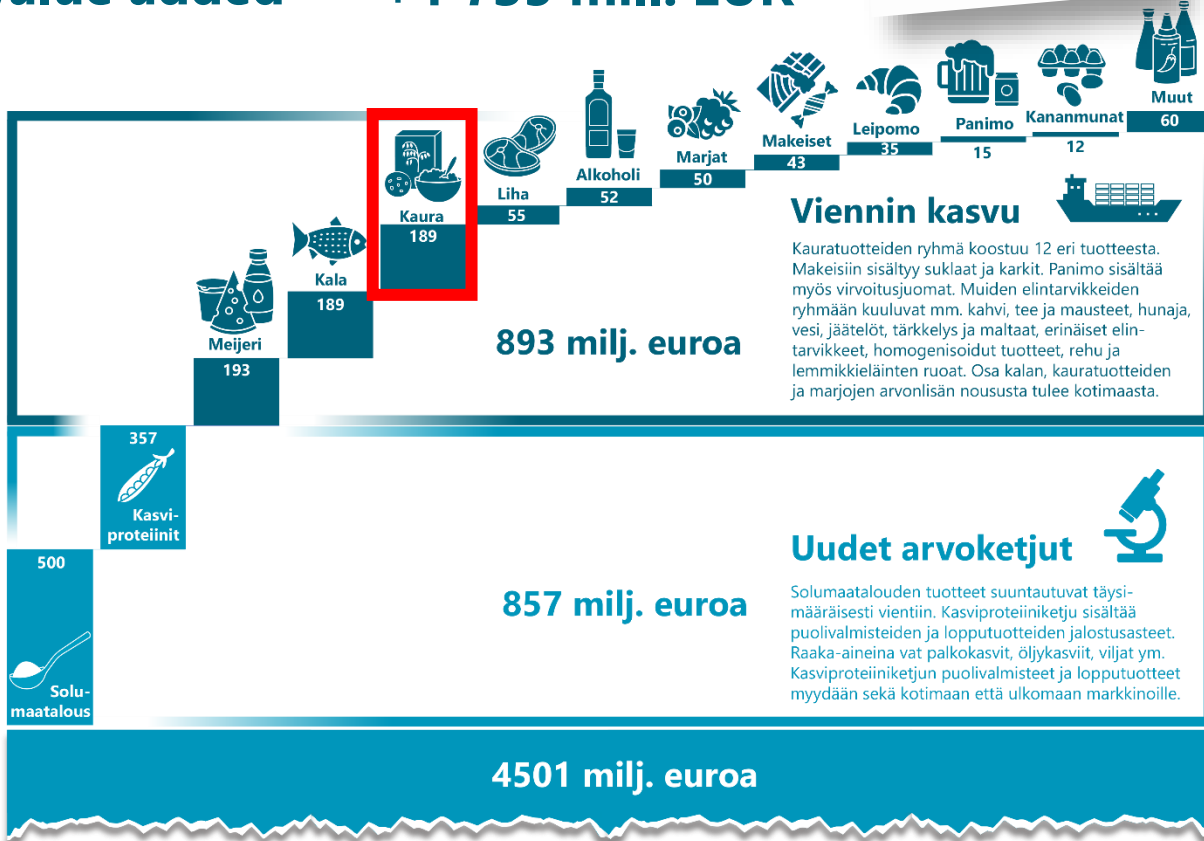 value added EUR
Muut
60
Kananmunat
12
Panimo
15
Leipomo
35
Makeiset
43
Marjat
50
Alkoholi
52
Liha
55
Kaura
189
Kala
189
Meijeri
193
893 milj. euroa
Viennin kasvu
Kauratuotteiden ryhmä koostuu 12 eri tuotteesta.
Makeisiin sisältyy suklaat ja karkit. Panimo sisältää
myös virvoitusjuomat. Muiden elintarvikkeiden
ryhmään kuuluvat mm. kahvi, tee ja mausteet, hunaja,
vesi, jäätelöt, tärkkelys ja maltaat, erinäiset elin-
tarvikkeet, homogenisoidut tuotteet, rehu ja
lemmikkieläinten ruoat. Osa kalan, kauratuotteiden
ja marjojen arvonlisän noususta tulee kotimaasta.
357
Kasvi-
proteiinit
500
Solu-
maatalous
857 milj. euroa
Uudet arvoketjut
Solumaatalouden tuotteet suuntautuvat täysi-
määräisesti vientiin. Kasviproteiiniketju sisältää
puolivalmisteiden ja lopputuotteiden jalostusasteet.
Raaka-aineina vat palkokasvit, öljykasviit, viljat ym.
Kasviproteiiniketjun puolivalmisteet ja lopputuotteet
myydään sekä kotimaan että ulkomaan markkinoille.
4501 milj. euroa